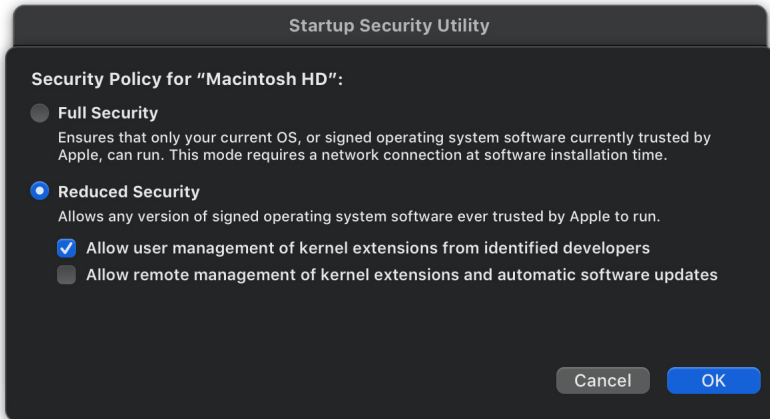 Startup Security Utility
Security Policy for “Macintosh HD”:
Full Security
Ensures that only your current OS, or signed operating system software currently trusted by
Apple, can run. This mode requires a network connection at software installation time.
Reduced Security
Allows any version of signed operating system software ever trusted by Apple to run.
Allow user management of kernel extensions from identified developers
Allow remote management of kernel extensions and automatic software updates
Cancel OK